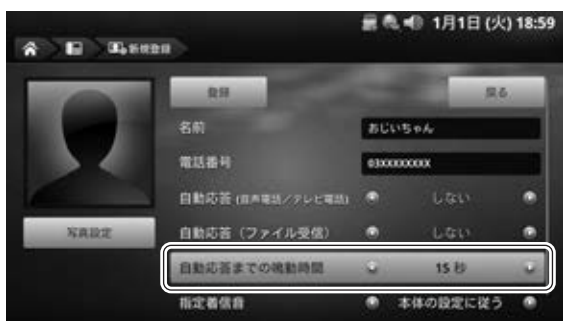 1月1日 (火) 18:59
新規登録
登録
戻る
名前
おじいちゃん
電話番号
03XXXXXXXX
自動応答 (音声電話/テレビ電話)
しない
写真設定
自動応答 (ファイル受信)
しない
自動応答までの鳴動時間
15 秒
指定着信音
本体の設定に従う